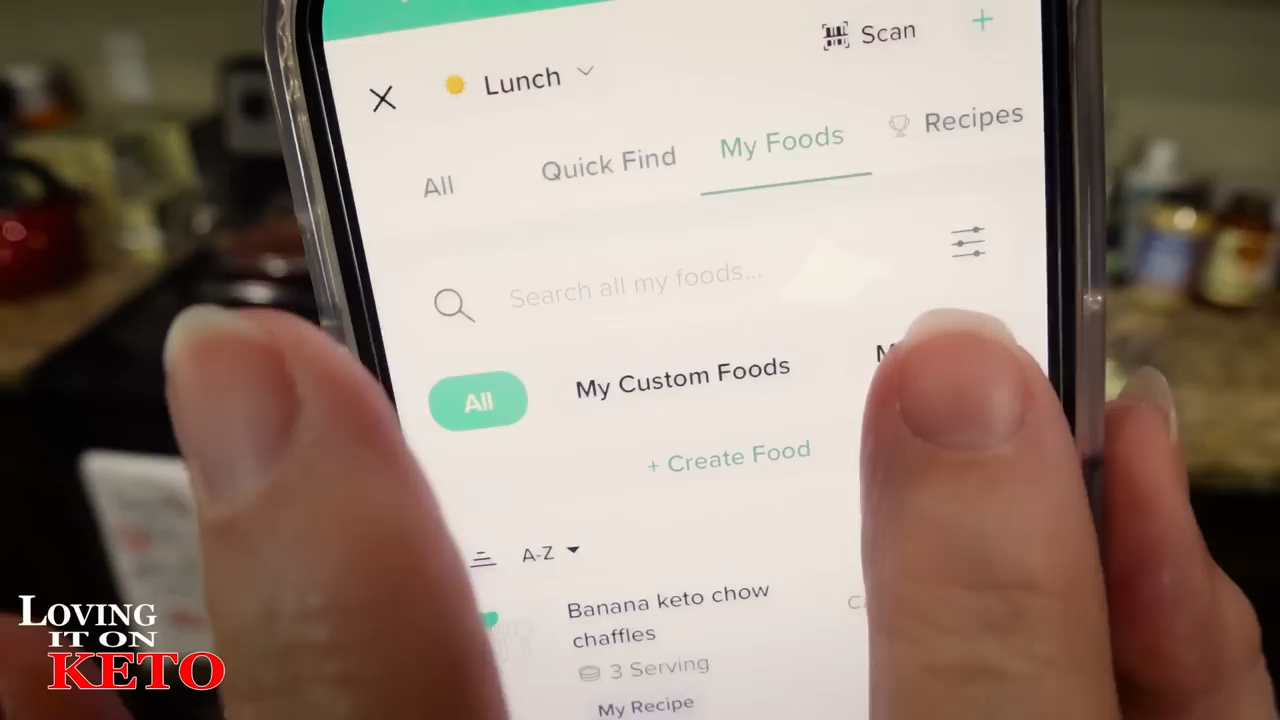 Scan
Lunch
All
Quick Find
My Foods
Recipes
Search all my foods...
All
My Custom Foods
+ Create Food
A-Z
Banana keto chow
chaffles
3 Serving
My Recipe
LOVING
IT ON
KETO